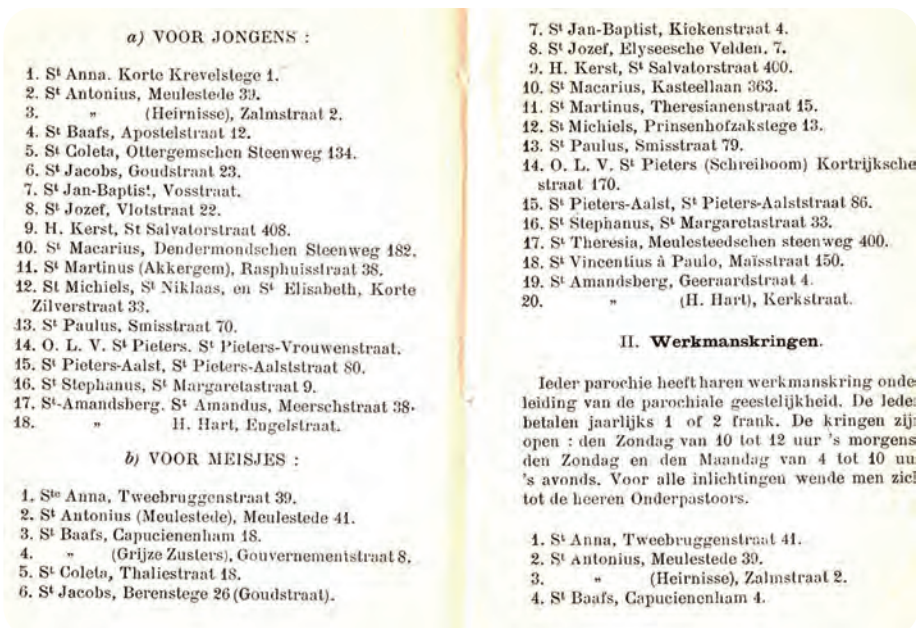 a) VOOR JONGENS :
1. Sᵗ Anna. Korte Krevelstege 1.
2. Sᵗ Antonius, Meulestede 39.
3. " (Heirnisse), Zalmstraat 2.
4. Sᵗ Baafs, Apostelstraat 12.
5. Sᵗ Coleta, Ottergemschen Steenweg 134.
6. Sᵗ Jacobs, Goudstraat 23.
7. Sᵗ Jan-Baptist, Vosstraat.
8. Sᵗ Jozef, Vlotstraat 22.
9. H. Kerst, St Salvatorstraat 408.
10. Sᵗ Macarius, Dendermondschen Steenweg 182.
11. Sᵗ Martinus (Akkergem), Rasphuisstraat 38.
12. St Michiels, Sᵗ Niklaas, en Sᵗ Elisabeth, Korte
Zilverstraat 33.
13. Sᵗ Paulus, Smisstraat 70.
14. O. L. V. Sᵗ Pieters. Sᵗ Pieters-Vrouwenstraat.
15. Sᵗ Pieters-Aalst, Sᵗ Pieters-Aalststraat 80.
16. Sᵗ Stephanus, Sᵗ Margaretastraat 9.
17. Sᵗ-Amandsberg. Sᵗ Amandus, Meerschstraat 38.
18. " H. Hart, Engelstraat.
b) VOOR MEISJES :
1. Sᵗᵉ Anna, Tweebruggenstraat 39.
2. Sᵗ Antonius (Meulestede), Meulestede 41.
3. Sᵗ Baafs, Capucienenham 18.
4. " (Grijze Zusters), Gouvernementstraat 8.
5. Sᵗ Coleta, Thaliestraat 18.
6. Sᵗ Jacobs, Berenstege 26 (Goudstraat).
7. Sᵗ Jan-Baptist, Kiekenstraat 4.
8. Sᵗ Jozef, Elyseesche Velden. 7.
9. H. Kerst, Sᵗ Salvatorstraat 400.
10. Sᵗ Macarius, Kasteellaan 363.
11. Sᵗ Martinus, Theresianenstraat 15.
12. Sᵗ Michiels, Prinsenhofzakstege 13.
13. Sᵗ Paulus, Smisstraat 79.
14. O. L. V. Sᵗ Pieters (Schreiboom) Kortrijksche
straat 170.
15. Sᵗ Pieters-Aalst, Sᵗ Pieters-Aalststraat 86.
16. Sᵗ Stephanus, Sᵗ Margaretastraat 33.
17. Sᵗ Theresia, Meulesteedschen steenweg 400.
18. Sᵗ Vincentius à Paulo, Maïsstraat 150.
19. Sᵗ Amandsberg, Geeraardstraat 4.
20. " (H. Hart), Kerkstraat.
II. Werkmanskringen.
Ieder parochie heeft haren werkmanskring onde
leiding van de parochiale geestelijkheid. De lede
betalen jaarlijks 1 of 2 frank. De kringen zij
open : den Zondag van 10 tot 12 uur 's morgens
den Zondag en den Maandag van 4 tot 10 uu
's avonds. Voor alle inlichtingen wende men zic
tot de heeren Onderpastoors.
1. Sᵗ Anna, Tweebruggenstraat 41.
2. Sᵗ Antonius, Meulestede 39.
3. " (Heirnisse), Zalmstraat 2.
4. Sᵗ Baafs, Capucienenham 4.